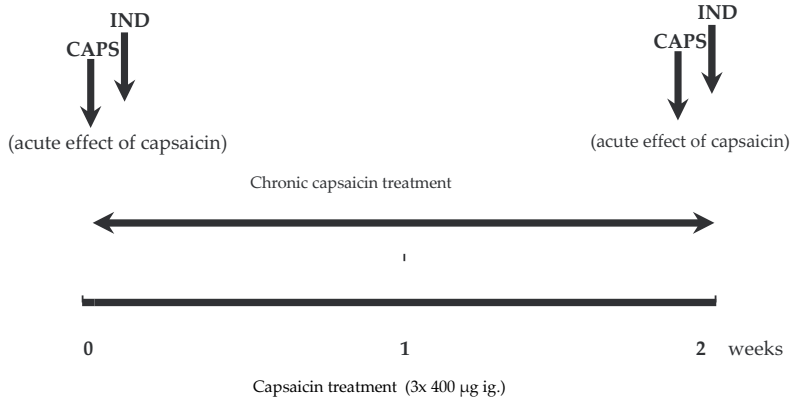 IND
CAPS
(acute effect of capsaicin)
IND
CAPS
(acute effect of capsaicin)
Chronic capsaicin treatment
0 1 2 weeks
Capsaicin treatment (3x 400 μg ig.)